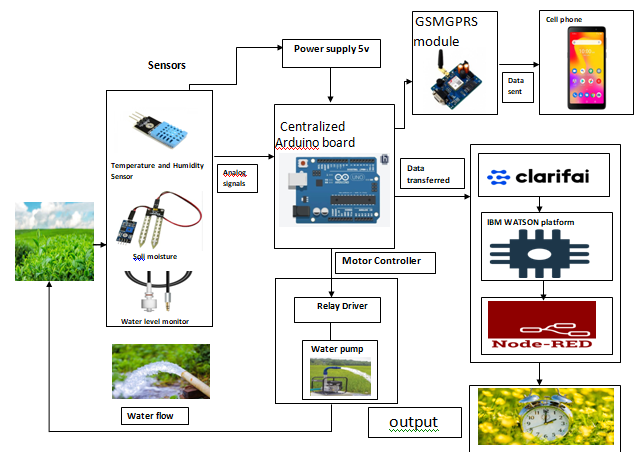 GSMGPRS
module
Cell phone
Power supply 5v
Sensors
Data
sent
Centralized
Arduino board
clarifai
Temperature and Humidity
Sensor
Analog
signals
Data
transferred
ARDUINO
UNO
IBM WATSON platform
Soil moisture
Motor Controller
Relay Driver
Water level monitor
Node-RED
Water pump
Water flow
output